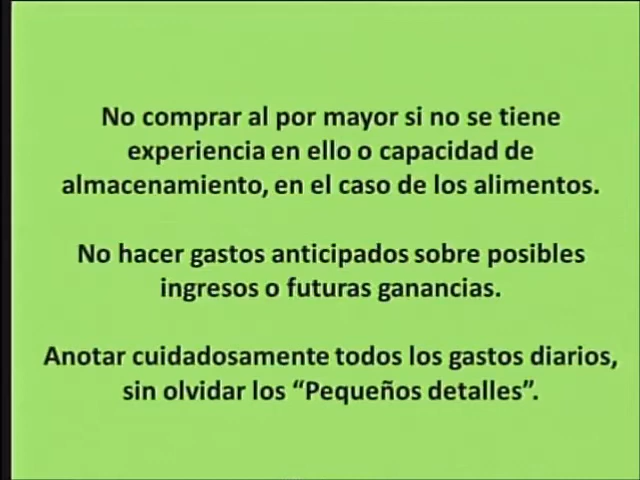 No comprar al por mayor si no se tiene
experiencia en ello o capacidad de
almacenamiento, en el caso de los alimentos.
No hacer gastos anticipados sobre posibles
ingresos o futuras ganancias.
Anotar cuidadosamente todos los gastos diarios,
sin olvidar los “Pequeños detalles”.